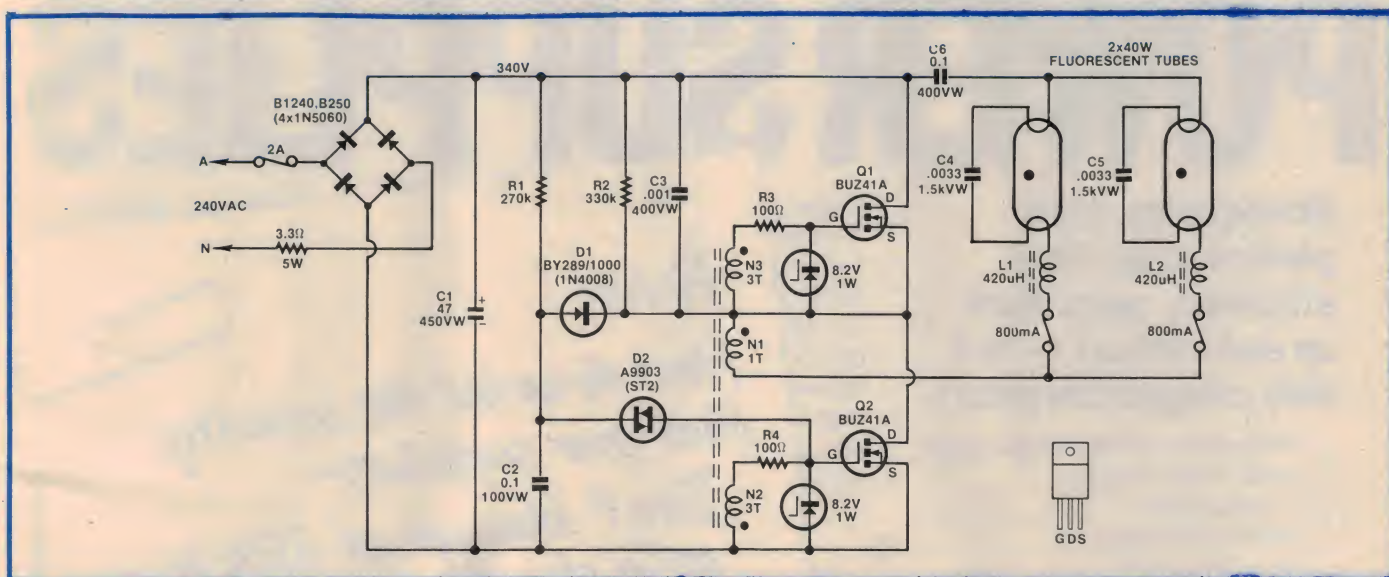 340V
B1240.B250
(4x1N5060)
2A
A
240VAC
N
3.3Ω
5W
C1
47
450VW
+
−
R1
270k
R2
330k
C3
.001
400VW
D1
BY289/1000
(1N4008)
D2
A9903
(ST2)
C2
0.1
100VW
R3
100Ω
N3
3T
N1
1T
8.2V
1W
Q1
BUZ41A
D
G
S
R4
100Ω
N2
3T
8.2V
1W
Q2
BUZ41A
D
G
S
C6
0.1
400VW
2x40W
FLUORESCENT TUBES
C4
.0033
1.5kVW
C5
.0033
1.5kVW
L1
420uH
L2
420uH
800mA
800mA
G D S